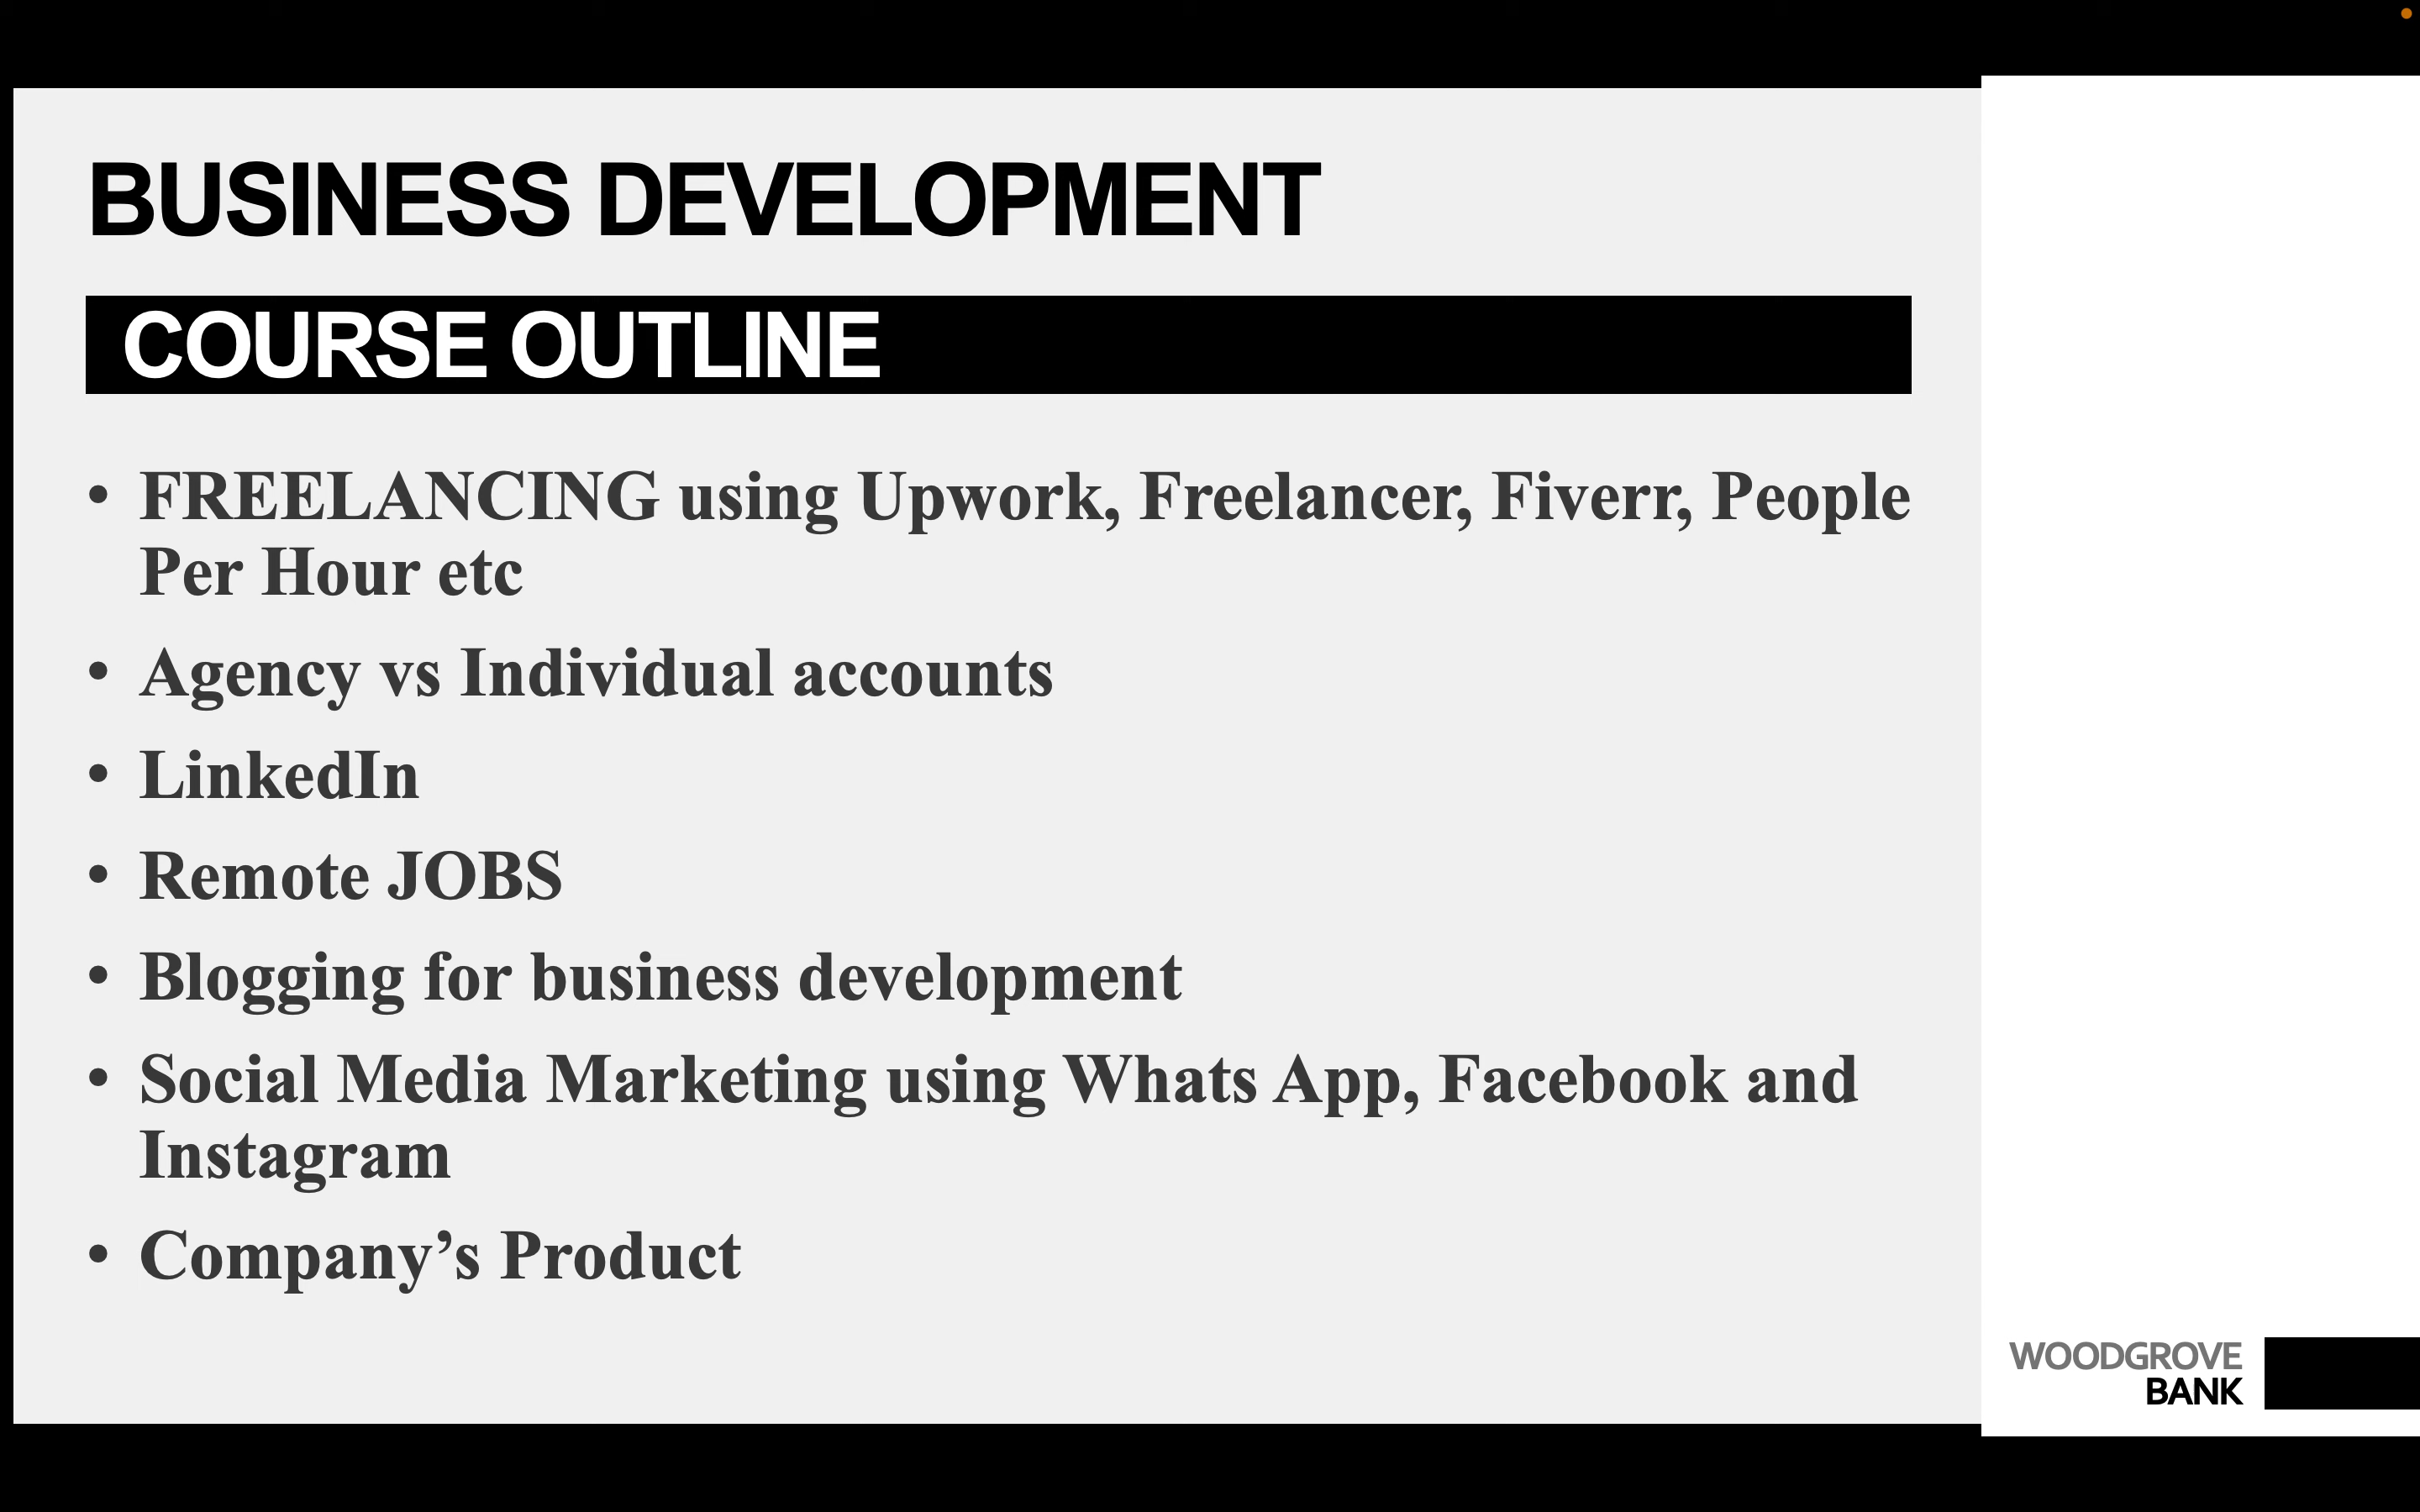 BUSINESS DEVELOPMENT
COURSE OUTLINE
• FREELANCING using Upwork, Freelancer, Fiverr, People
Per Hour etc
• Agency vs Individual accounts
• LinkedIn
• Remote JOBS
• Blogging for business development
• Social Media Marketing using Whats App, Facebook and
Instagram
• Company’s Product
WOODGROVE
BANK